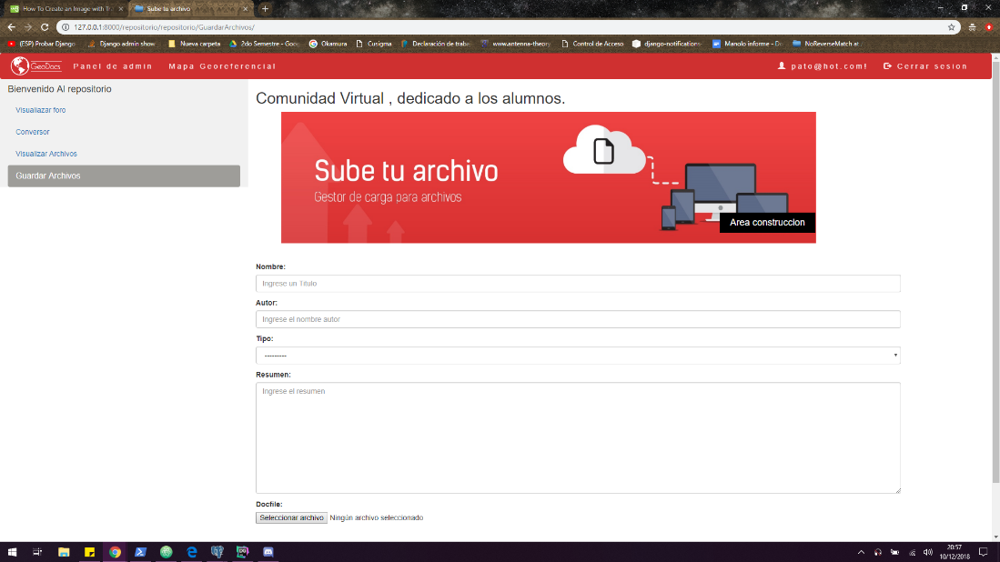 How To Create an Image with T
Sube tu archivo
127.0.0.1:8000/repositorio/repositorio/GuardarArchivos/
(ESP) Probar Django
Django admin show
Nueva carpeta
2do Semestre - Goo
Okamura
Cusigma
Declaración de traba
www.antenna-theory
Control de Acceso
django-notifications
Manolo informe - Do
NoReverseMatch at
GeoDocs
Panel de admin
Mapa Georeferencial
pato@hot.com!
Cerrar sesion
Bienvenido Al repositorio
Visualiazar foro
Conversor
Visualizar Archivos
Guardar Archivos
Comunidad Virtual , dedicado a los alumnos.
Sube tu archivo
Gestor de carga para archivos
Area construccion
Nombre:
Ingrese un Titulo
Autor:
Ingrese el nombre autor
Tipo:
---------
Resumen:
Ingrese el resumen
Docfile:
Seleccionar archivo
Ningún archivo seleccionado
20:57
10/12/2018